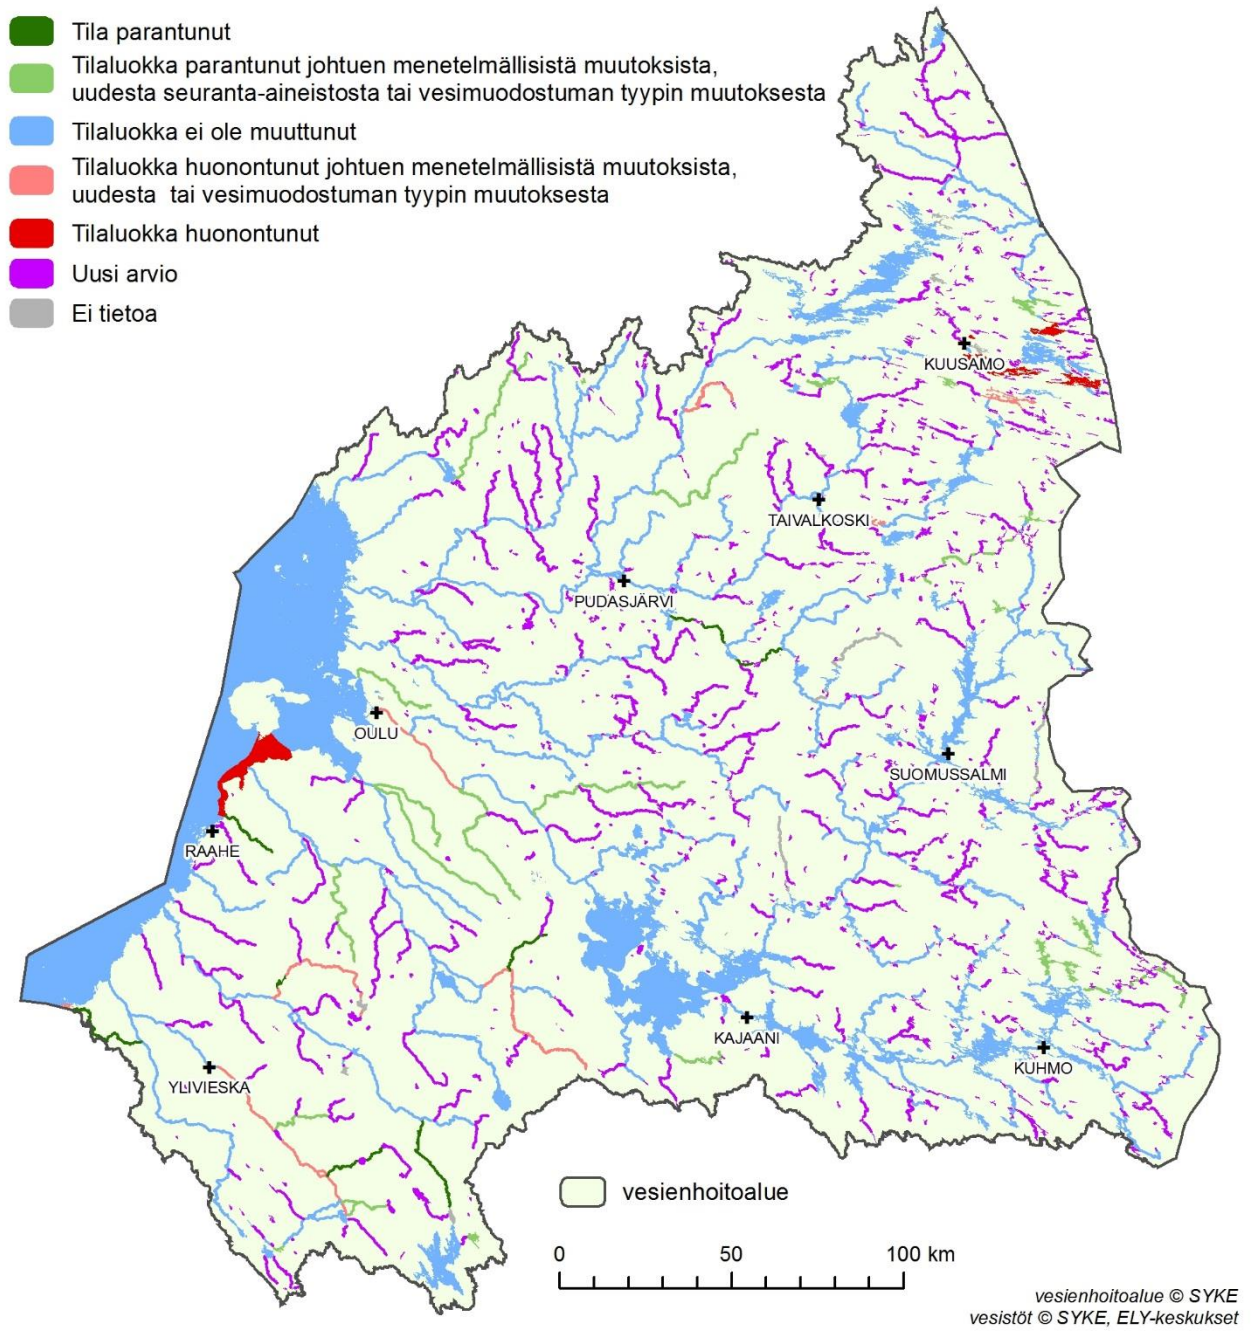 Tila parantunut
Tilaluokka parantunut johtuen menetelmällisistä muutoksista,
uudesta seuranta-aineistosta tai vesimuodostuman tyypin muutoksesta
Tilaluokka ei ole muuttunut
Tilaluokka huonontunut johtuen menetelmällisistä muutoksista,
uudesta tai vesimuodostuman tyypin muutoksesta
Tilaluokka huonontunut
Uusi arvio
Ei tietoa
KUUSAMO
TAIVALKOSKI
PUDASJÄRVI
OULU
SUOMUSSALMI
RAAHE
KAJAANI
KUHMO
YLIVIESKA
vesienhoitoalue
0 50 100 km
vesienhoitoalue © SYKE
vesistöt © SYKE, ELY-keskukset